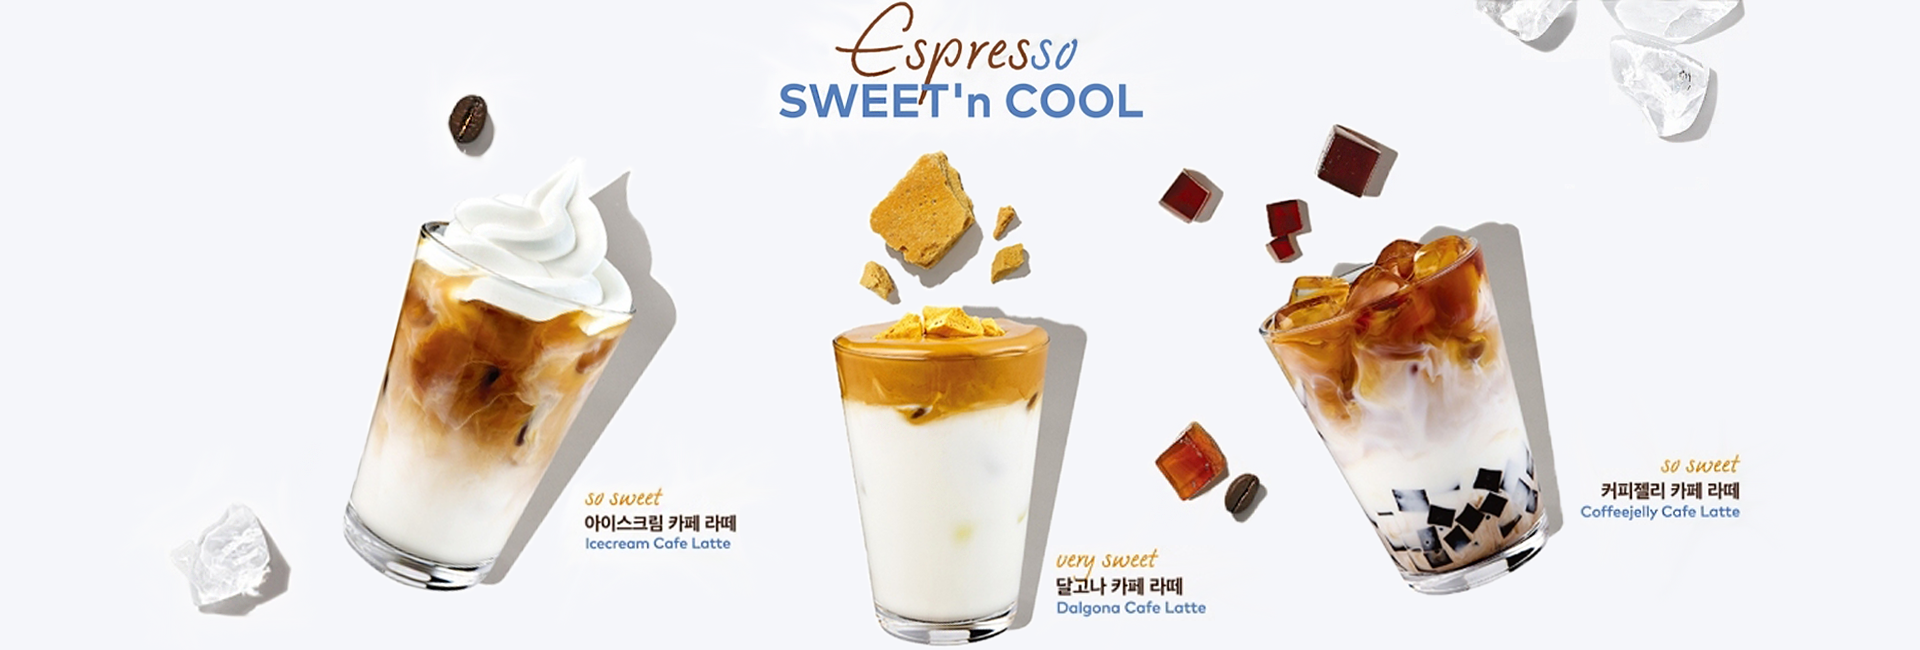 Espresso
SWEET'n COOL
so sweet
아이스크림 카페 라떼
Icecream Cafe Latte
very sweet
달고나 카페 라떼
Dalgona Cafe Latte
so sweet
커피젤리 카페 라떼
Coffeejelly Cafe Latte